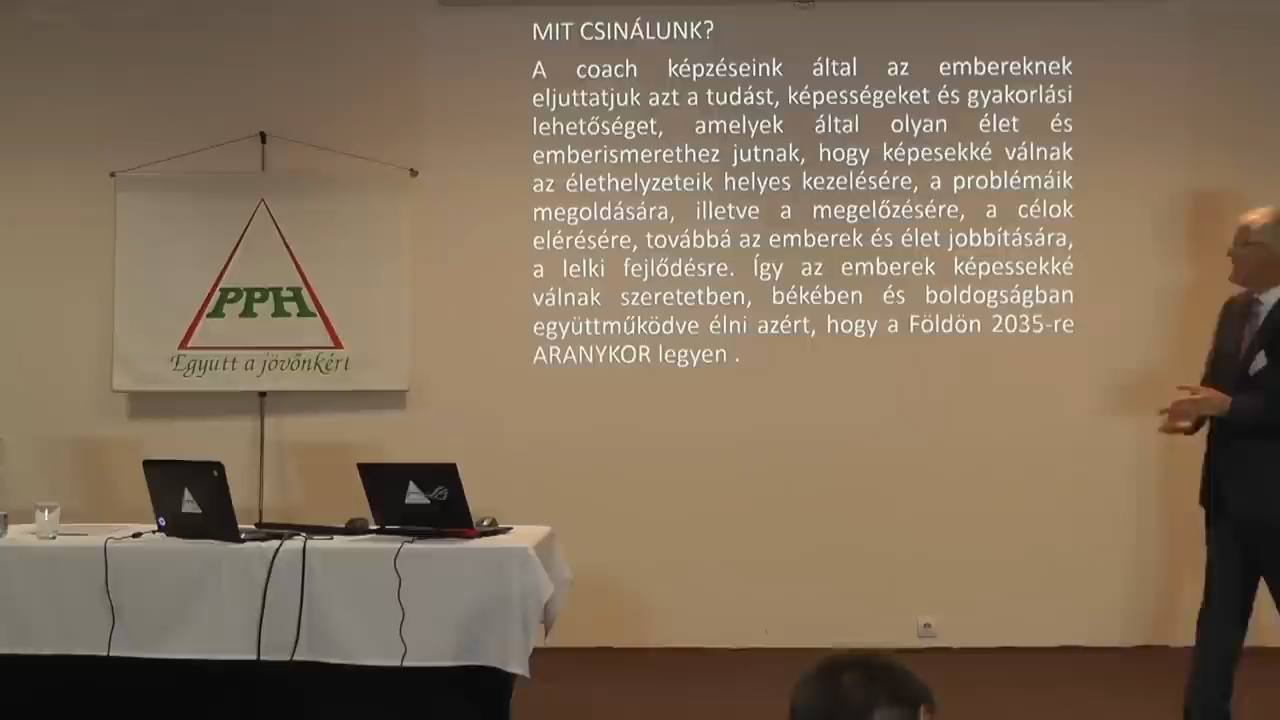 MIT CSINÁLUNK?
A coach képzéseink által az embereknek
eljuttatjuk azt a tudást, képességeket és gyakorlási
lehetőséget, amelyek által olyan élet és
emberismerethez jutnak, hogy képesekké válnak
az élethelyzeteik helyes kezelésére, a problémáik
megoldására, illetve a megelőzésére, a célok
elérésére, továbbá az emberek és élet jobbítására,
a lelki fejlődésre. Így az emberek képessekké
válnak szeretetben, békében és boldogságban
együttműködve élni azért, hogy a Földön 2035-re
ARANYKOR legyen .
PPH
Együtt a jövőnkért